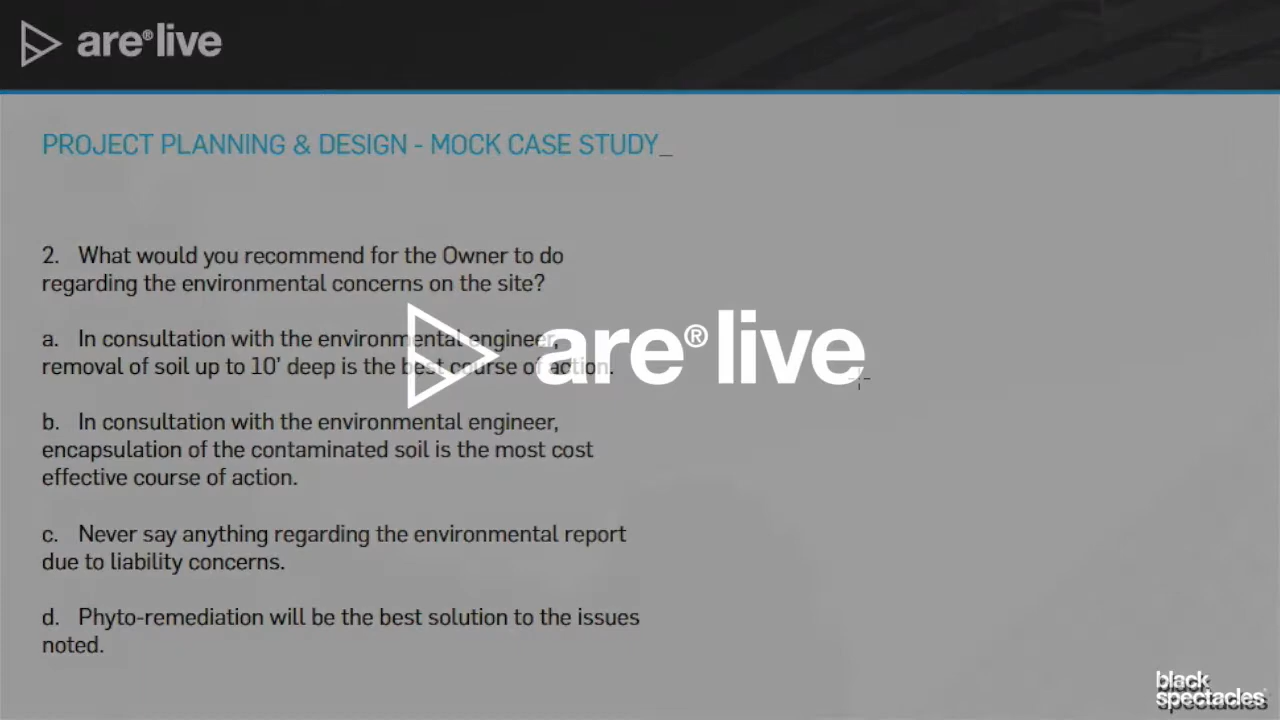 are®live
PROJECT PLANNING & DESIGN - MOCK CASE STUDY_
2. What would you recommend for the Owner to do
regarding the environmental concerns on the site?
a. In consultation with the environmental engineer,
removal of soil up to 10' deep is the best course of action.
are®live
b. In consultation with the environmental engineer,
encapsulation of the contaminated soil is the most cost
effective course of action.
c. Never say anything regarding the environmental report
due to liability concerns.
d. Phyto-remediation will be the best solution to the issues
noted.
black
spectacles